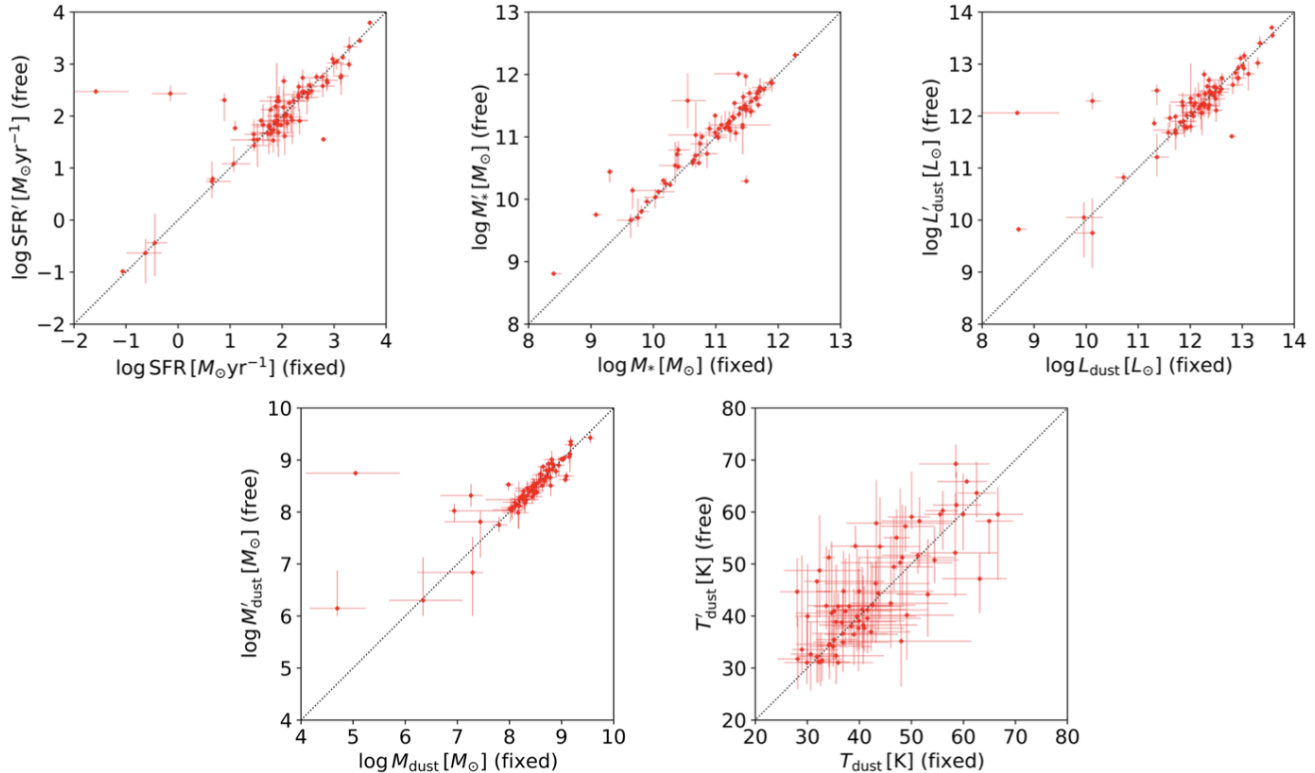 4
3
2
1
0
−1
−2
log SFR′ [M⊙yr⁻¹] (free)
−2 −1 0 1 2 3 4
log SFR [M⊙yr⁻¹] (fixed)
13
12
11
10
9
8
log M′* [M⊙] (free)
8 9 10 11 12 13
log M* [M⊙] (fixed)
14
13
12
11
10
9
8
log L′dust [L⊙] (free)
8 9 10 11 12 13 14
log Ldust [L⊙] (fixed)
10
9
8
7
6
5
4
log M′dust [M⊙] (free)
4 5 6 7 8 9 10
log Mdust [M⊙] (fixed)
80
70
60
50
40
30
20
T′dust [K] (free)
20 30 40 50 60 70 80
Tdust [K] (fixed)